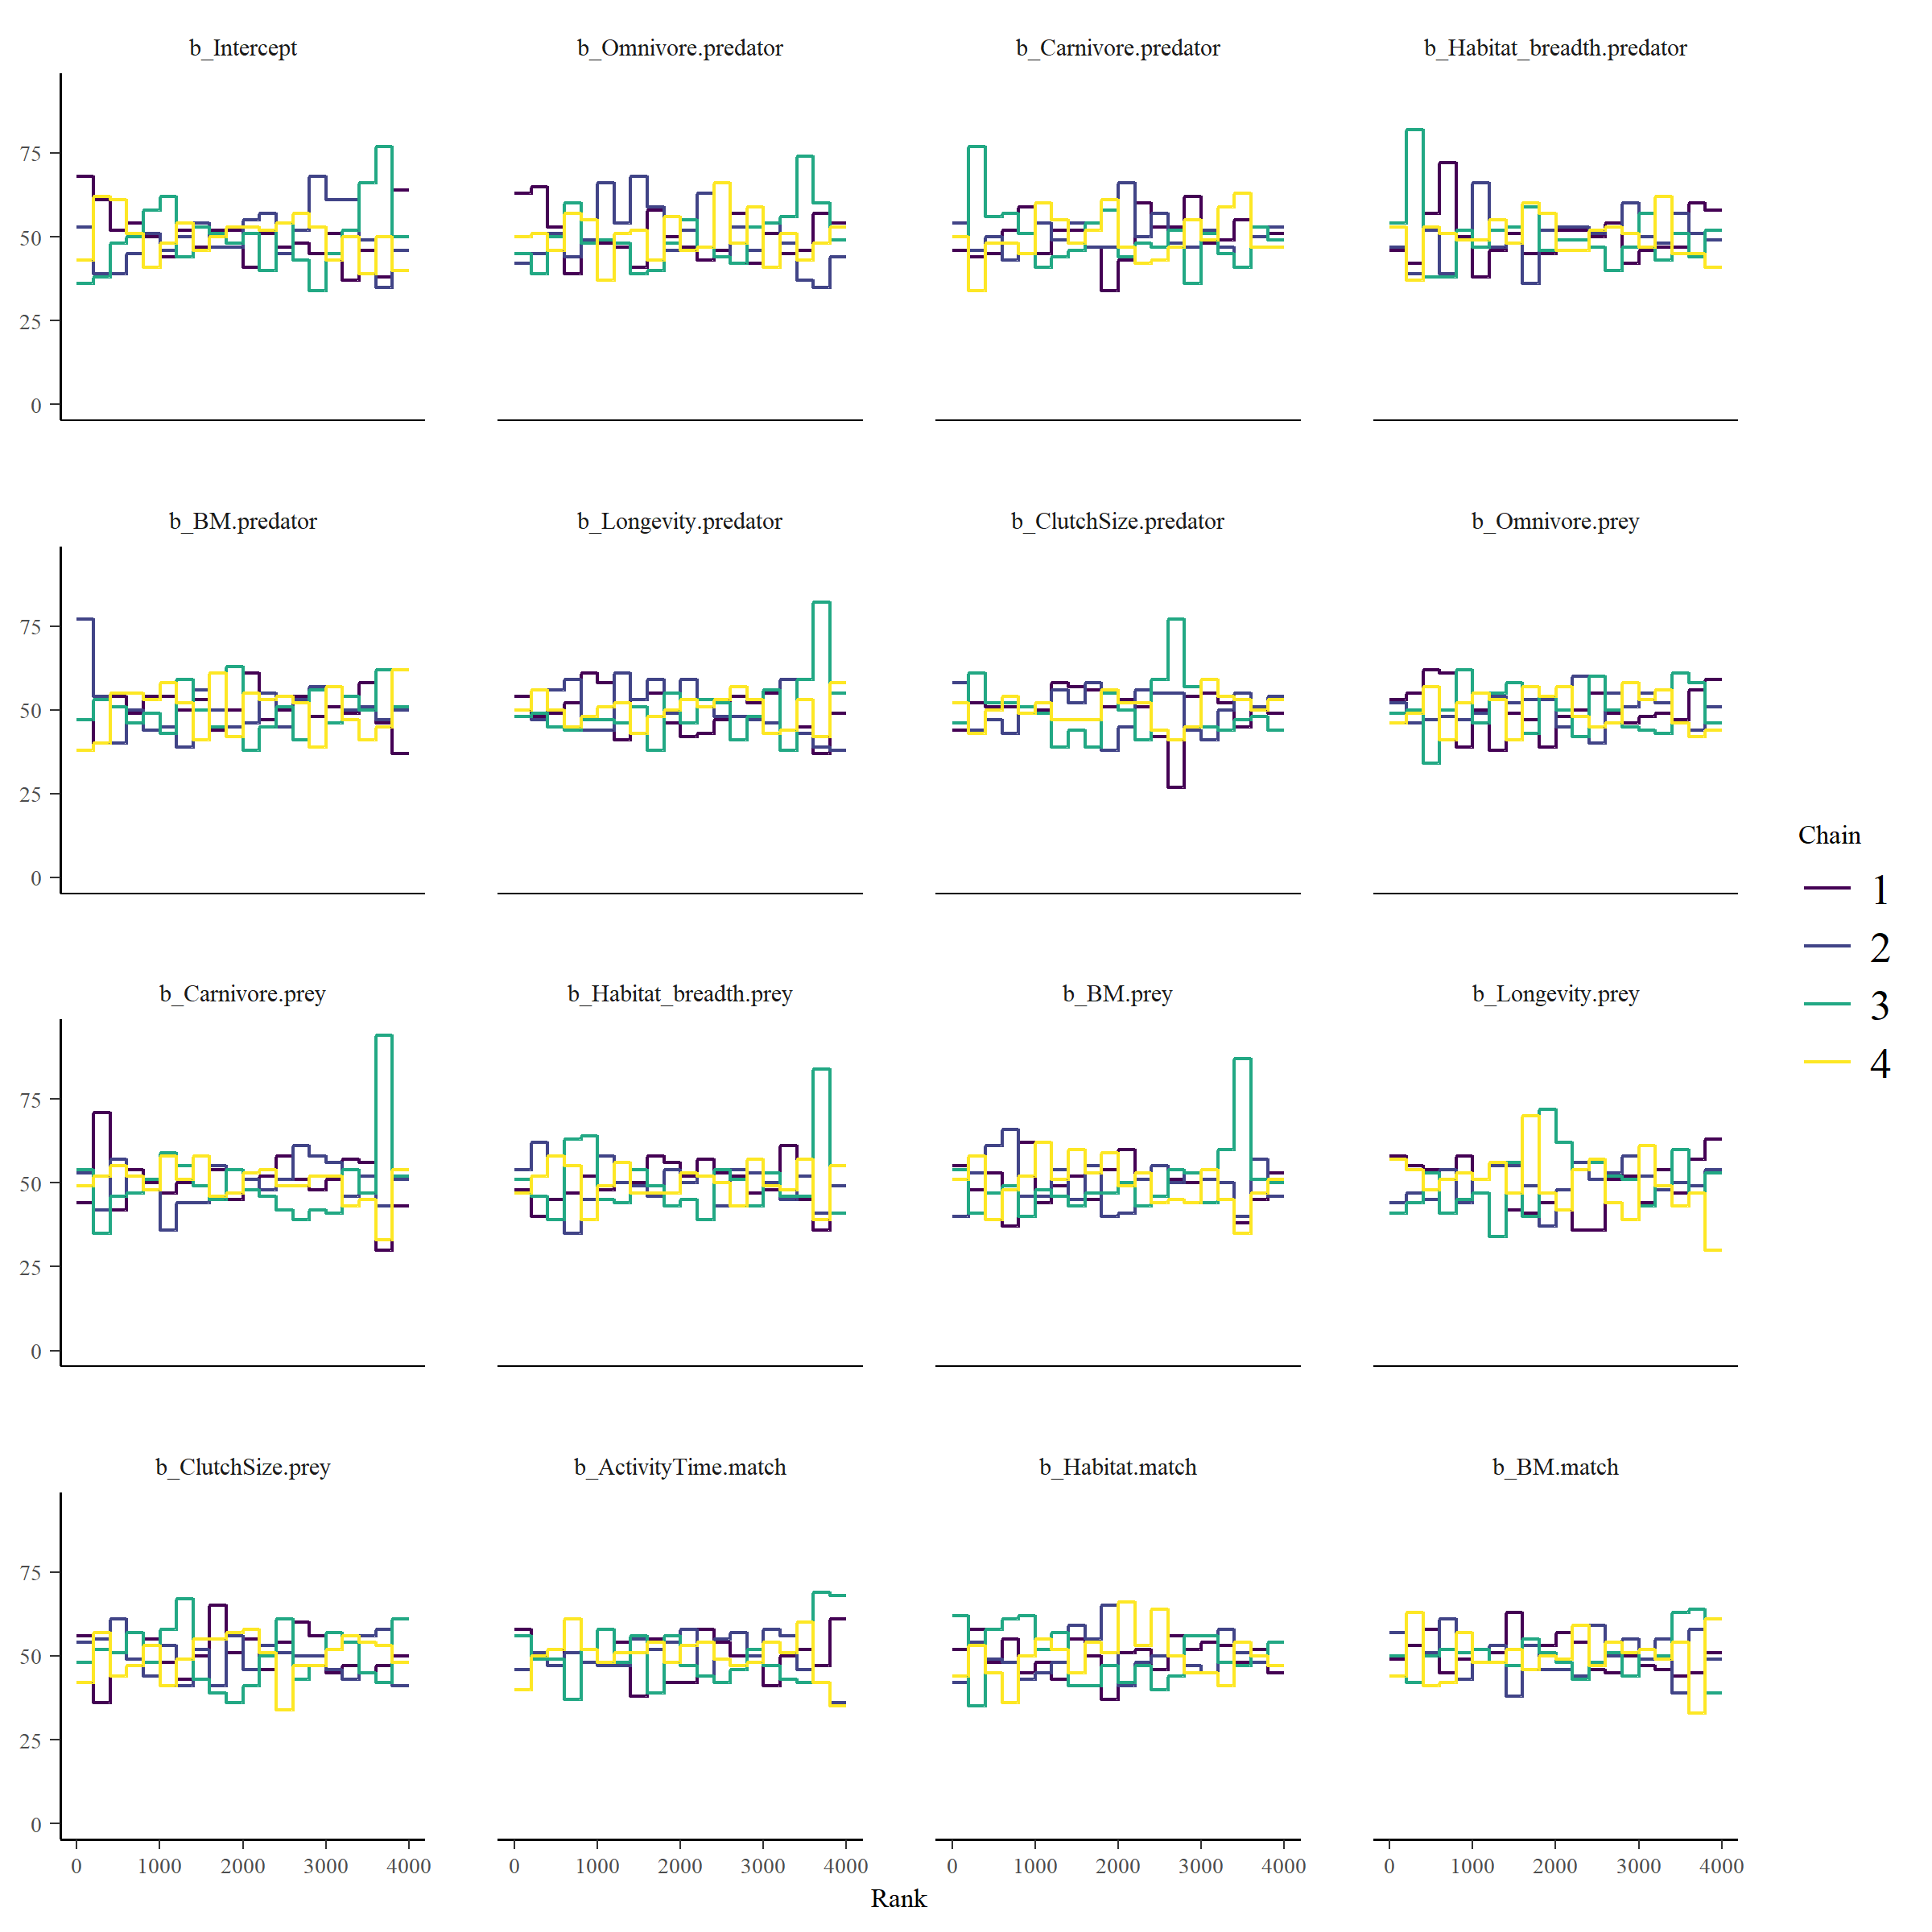 b_Intercept b_Omnivore.predator b_Carnivore.predator b_Habitat_breadth.predator
75
50
25
0
b_BM.predator b_Longevity.predator b_ClutchSize.predator b_Omnivore.prey
75
50
25
0
Chain
1
2
3
4
b_Carnivore.prey b_Habitat_breadth.prey b_BM.prey b_Longevity.prey
75
50
25
0
b_ClutchSize.prey b_ActivityTime.match b_Habitat.match b_BM.match
75
50
25
0
0 1000 2000 3000 4000 0 1000 2000 3000 4000 0 1000 2000 3000 4000 0 1000 2000 3000 4000
Rank